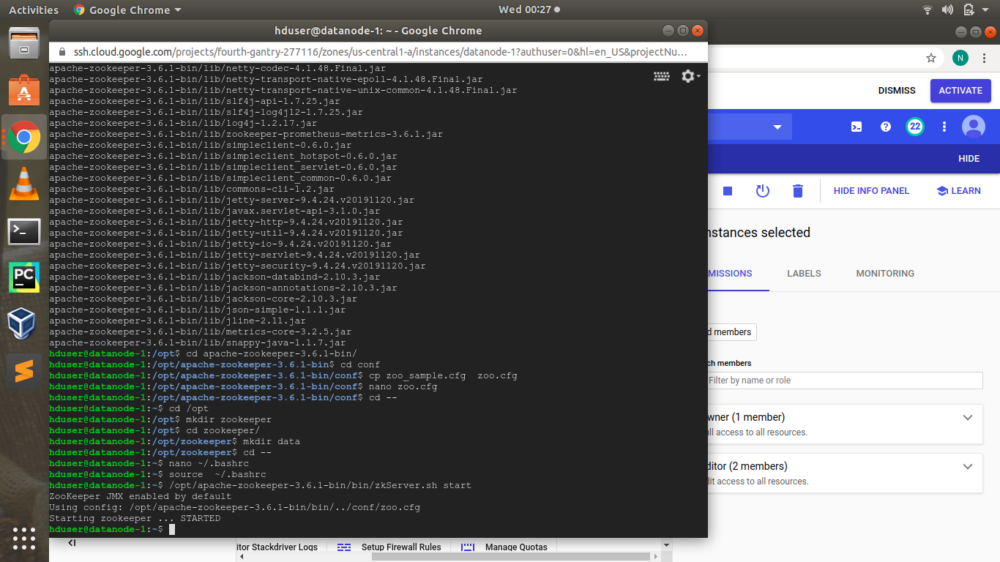 Activities
Google Chrome
Wed 00:27
hduser@datanode-1: ~ - Google Chrome
ssh.cloud.google.com/projects/fourth-gantry-277116/zones/us-central1-a/instances/datanode-1?authuser=0&hl=en_US&projectNu...
apache-zookeeper-3.6.1-bin/lib/netty-codec-4.1.48.Final.jar
apache-zookeeper-3.6.1-bin/lib/netty-transport-native-epoll-4.1.48.Final.jar
apache-zookeeper-3.6.1-bin/lib/netty-transport-native-unix-common-4.1.48.Final.jar
apache-zookeeper-3.6.1-bin/lib/slf4j-api-1.7.25.jar
apache-zookeeper-3.6.1-bin/lib/slf4j-log4j12-1.7.25.jar
apache-zookeeper-3.6.1-bin/lib/log4j-1.2.17.jar
apache-zookeeper-3.6.1-bin/lib/zookeeper-prometheus-metrics-3.6.1.jar
apache-zookeeper-3.6.1-bin/lib/simpleclient-0.6.0.jar
apache-zookeeper-3.6.1-bin/lib/simpleclient_hotspot-0.6.0.jar
apache-zookeeper-3.6.1-bin/lib/simpleclient_servlet-0.6.0.jar
apache-zookeeper-3.6.1-bin/lib/simpleclient_common-0.6.0.jar
apache-zookeeper-3.6.1-bin/lib/commons-cli-1.2.jar
apache-zookeeper-3.6.1-bin/lib/jetty-server-9.4.24.v20191120.jar
apache-zookeeper-3.6.1-bin/lib/javax.servlet-api-3.1.0.jar
apache-zookeeper-3.6.1-bin/lib/jetty-http-9.4.24.v20191120.jar
apache-zookeeper-3.6.1-bin/lib/jetty-util-9.4.24.v20191120.jar
apache-zookeeper-3.6.1-bin/lib/jetty-io-9.4.24.v20191120.jar
apache-zookeeper-3.6.1-bin/lib/jetty-servlet-9.4.24.v20191120.jar
apache-zookeeper-3.6.1-bin/lib/jetty-security-9.4.24.v20191120.jar
apache-zookeeper-3.6.1-bin/lib/jackson-databind-2.10.3.jar
apache-zookeeper-3.6.1-bin/lib/jackson-annotations-2.10.3.jar
apache-zookeeper-3.6.1-bin/lib/jackson-core-2.10.3.jar
apache-zookeeper-3.6.1-bin/lib/json-simple-1.1.1.jar
apache-zookeeper-3.6.1-bin/lib/jline-2.11.jar
apache-zookeeper-3.6.1-bin/lib/metrics-core-3.2.5.jar
apache-zookeeper-3.6.1-bin/lib/snappy-java-1.1.7.jar
hduser@datanode-1:/opt$ cd apache-zookeeper-3.6.1-bin/
hduser@datanode-1:/opt/apache-zookeeper-3.6.1-bin$ cd conf
hduser@datanode-1:/opt/apache-zookeeper-3.6.1-bin/conf$ cp zoo_sample.cfg  zoo.cfg
hduser@datanode-1:/opt/apache-zookeeper-3.6.1-bin/conf$ nano zoo.cfg
hduser@datanode-1:/opt/apache-zookeeper-3.6.1-bin/conf$ cd --
hduser@datanode-1:~$ cd /opt
hduser@datanode-1:/opt$ mkdir zookeeper
hduser@datanode-1:/opt$ cd zookeeper/
hduser@datanode-1:/opt/zookeeper$ mkdir data
hduser@datanode-1:/opt/zookeeper$ cd --
hduser@datanode-1:~$ nano ~/.bashrc
hduser@datanode-1:~$ source  ~/.bashrc
hduser@datanode-1:~$ /opt/apache-zookeeper-3.6.1-bin/bin/zkServer.sh start
ZooKeeper JMX enabled by default
Using config: /opt/apache-zookeeper-3.6.1-bin/bin/../conf/zoo.cfg
Starting zookeeper ... STARTED
hduser@datanode-1:~$
N
DISMISS
ACTIVATE
22
HIDE
HIDE INFO PANEL
LEARN
nstances selected
MISSIONS
LABELS
MONITORING
d members
ch members
Filter by name or role
wner (1 member)
ull access to all resources.
ditor (2 members)
dit access to all resources.
PC
itor Stackdriver Logs
Setup Firewall Rules
Manage Quotas